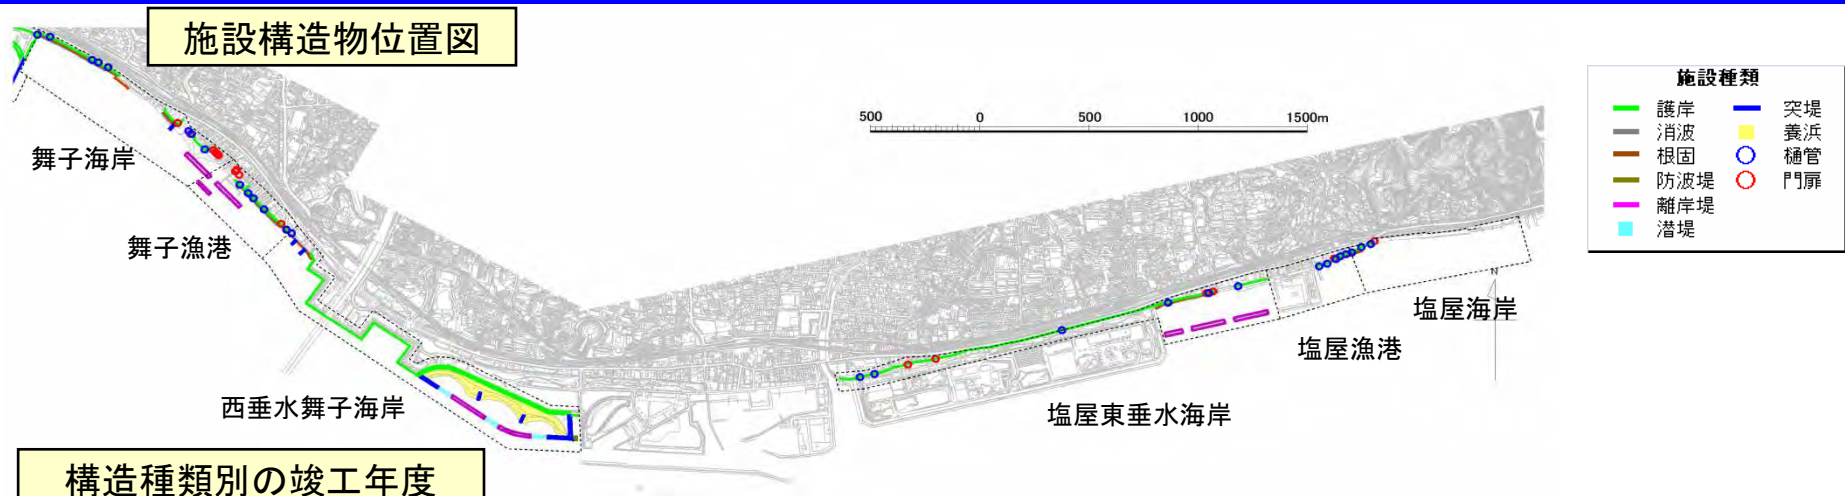 施設構造物位置図
500 0 500 1000 1500m
施設種類
護岸 突堤
消波 養浜
根固 樋管
防波堤 門扉
離岸堤
潜堤
舞子海岸
舞子漁港
西垂水舞子海岸
塩屋東垂水海岸
塩屋漁港
塩屋海岸
N
構造種類別の竣工年度